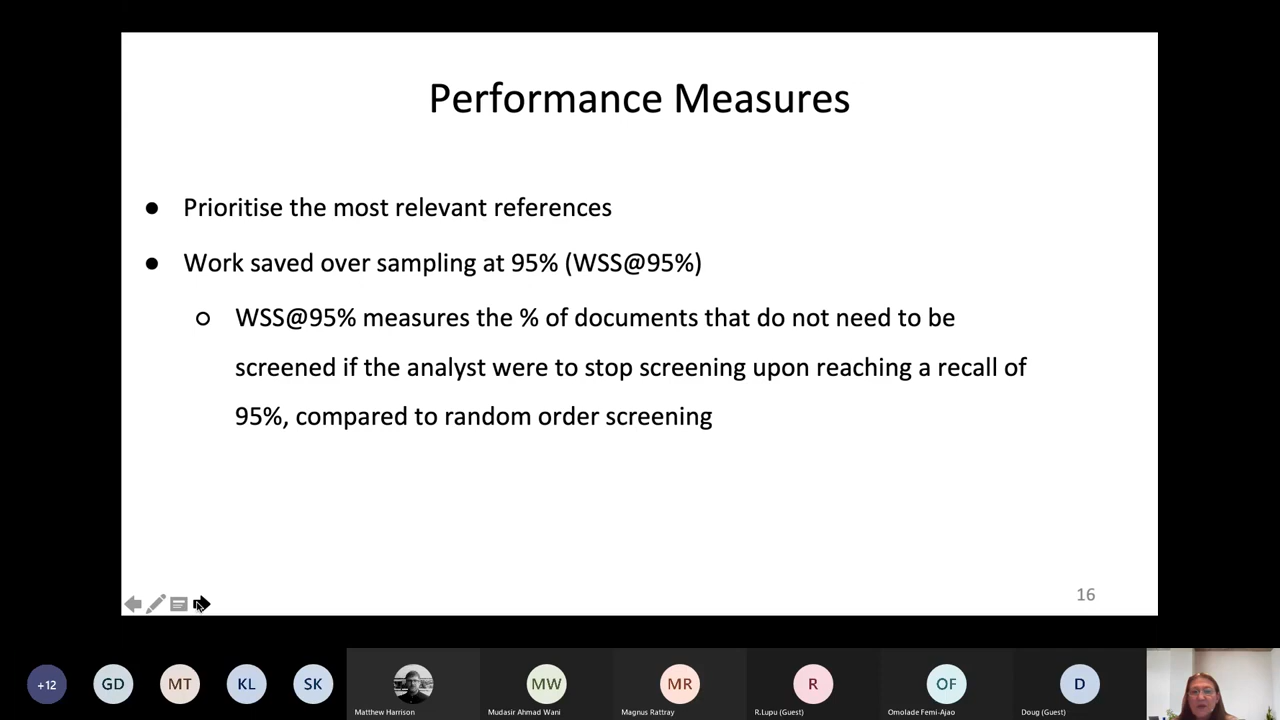 Performance Measures
● Prioritise the most relevant references
● Work saved over sampling at 95% (WSS@95%)
○ WSS@95% measures the % of documents that do not need to be
screened if the analyst were to stop screening upon reaching a recall of
95%, compared to random order screening
16
+12
GD
MT
KL
SK
MW
MR
R
OF
D
Matthew Harrison
Mudasir Ahmad Wani
Magnus Rattray
R.Lupu (Guest)
Omolade Femi-Ajao
Doug (Guest)